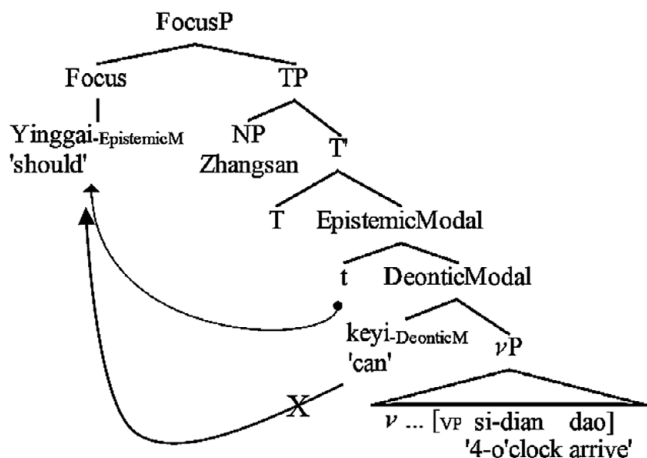 FocusP
Focus TP
Yinggai-EpistemicM NP T'
'should' Zhangsan
T EpistemicModal
t DeonticModal
keyi-DeonticM νP
'can'
X
ν ... [VP si-dian dao]
'4-o'clock arrive'